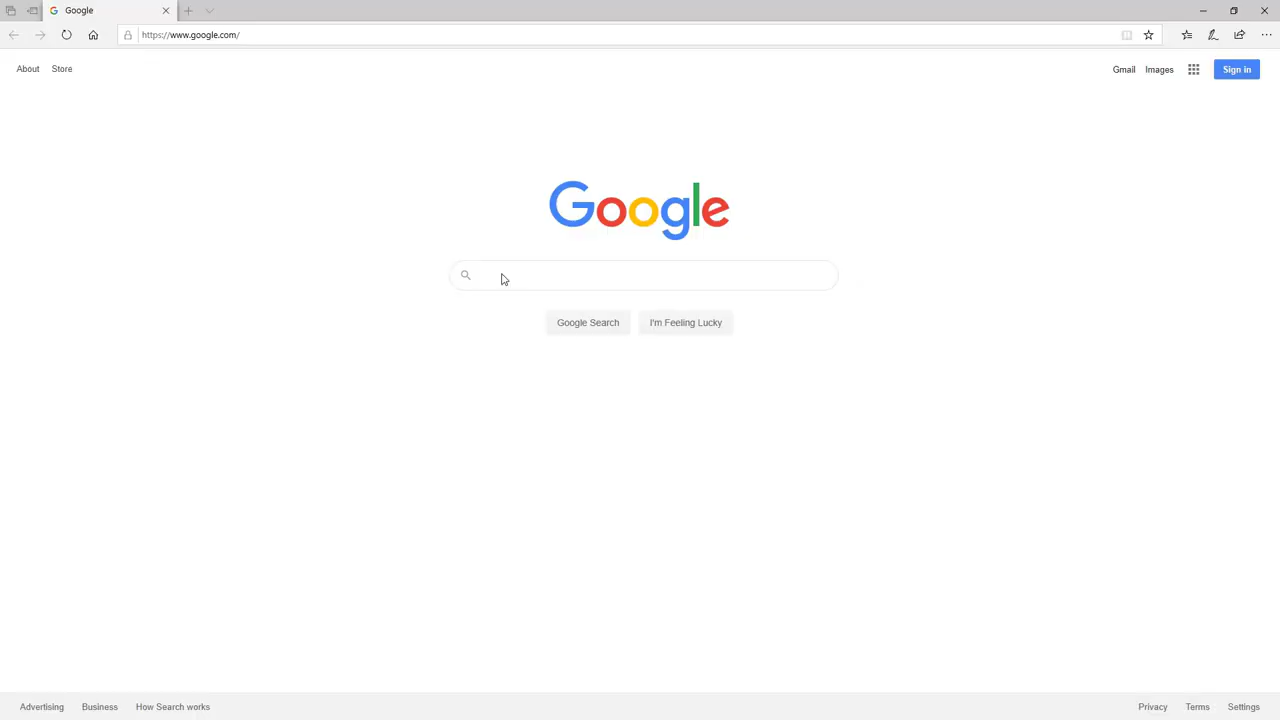 Google
https://www.google.com/
About Store Gmail Images Sign in
Google
Google Search I'm Feeling Lucky
Advertising Business How Search works Privacy Terms Settings